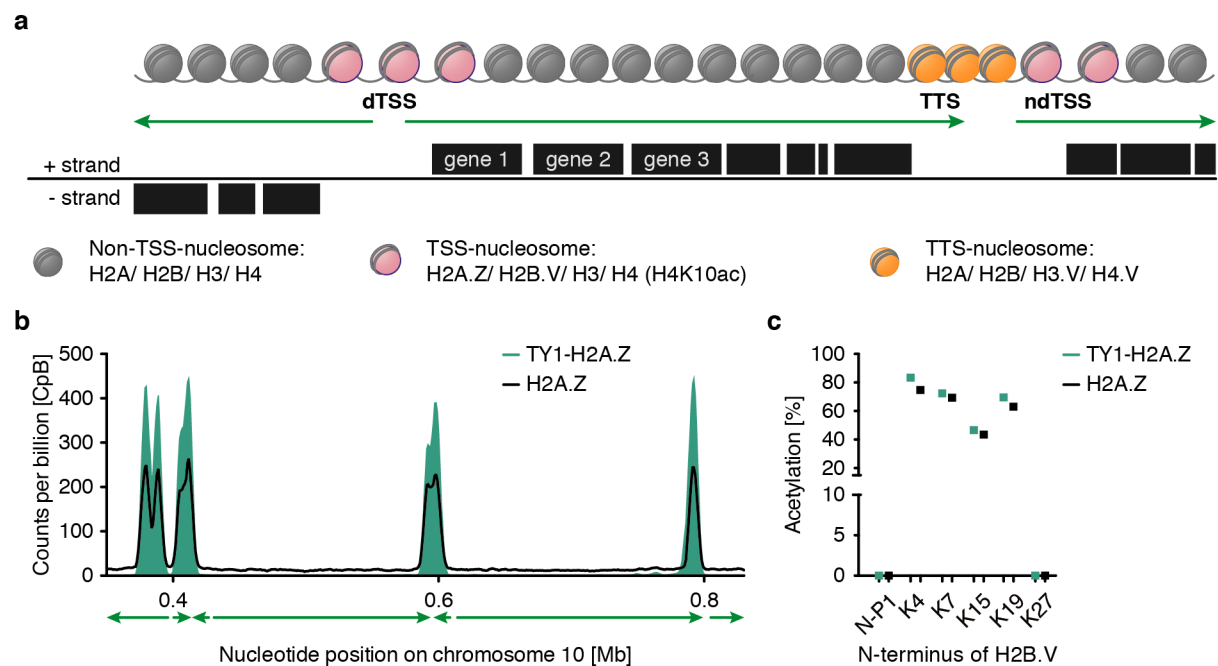 a
dTSS
TTS
ndTSS
+ strand
gene 1
gene 2
gene 3
- strand
Non-TSS-nucleosome:
H2A/ H2B/ H3/ H4
TSS-nucleosome:
H2A.Z/ H2B.V/ H3/ H4 (H4K10ac)
TTS-nucleosome:
H2A/ H2B/ H3.V/ H4.V
b
Counts per billion [CpB]
500
400
300
200
100
0
TY1-H2A.Z
H2A.Z
0.4
0.6
0.8
Nucleotide position on chromosome 10 [Mb]
c
Acetylation [%]
100
80
60
40
20
10
5
0
TY1-H2A.Z
H2A.Z
N-P1
K4
K7
K15
K19
K27
N-terminus of H2B.V